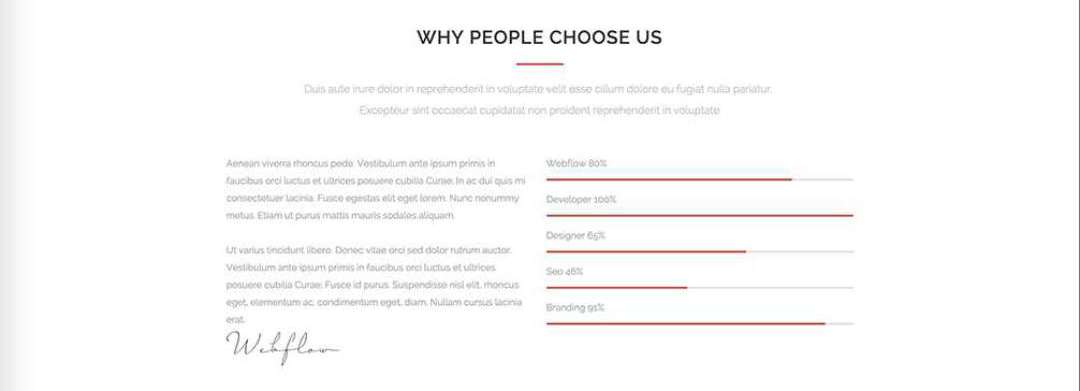 WHY PEOPLE CHOOSE US
Duis aute irure dolor in reprehenderit in voluptate velit esse cillum dolore eu fugiat nulla pariatur.
Excepteur sint occaecat cupidatat non proident reprehenderit in voluptate
Aenean viverra rhoncus pede. Vestibulum ante ipsum primis in
faucibus orci luctus et ultrices posuere cubilia Curae; In ac dui quis mi
consectetuer lacinia. Fusce egestas elit eget lorem. Nunc nonummy
metus. Etiam ut purus mattis mauris sodales aliquam.
Ut varius tincidunt libero. Donec vitae orci sed dolor rutrum auctor.
Vestibulum ante ipsum primis in faucibus orci luctus et ultrices
posuere cubilia Curae; Fusce id purus. Suspendisse nisl elit, rhoncus
eget, elementum ac, condimentum eget, diam. Nullam cursus lacinia
erat.
Webflow
Webflow 80%
Developer 100%
Designer 65%
Seo 46%
Branding 91%